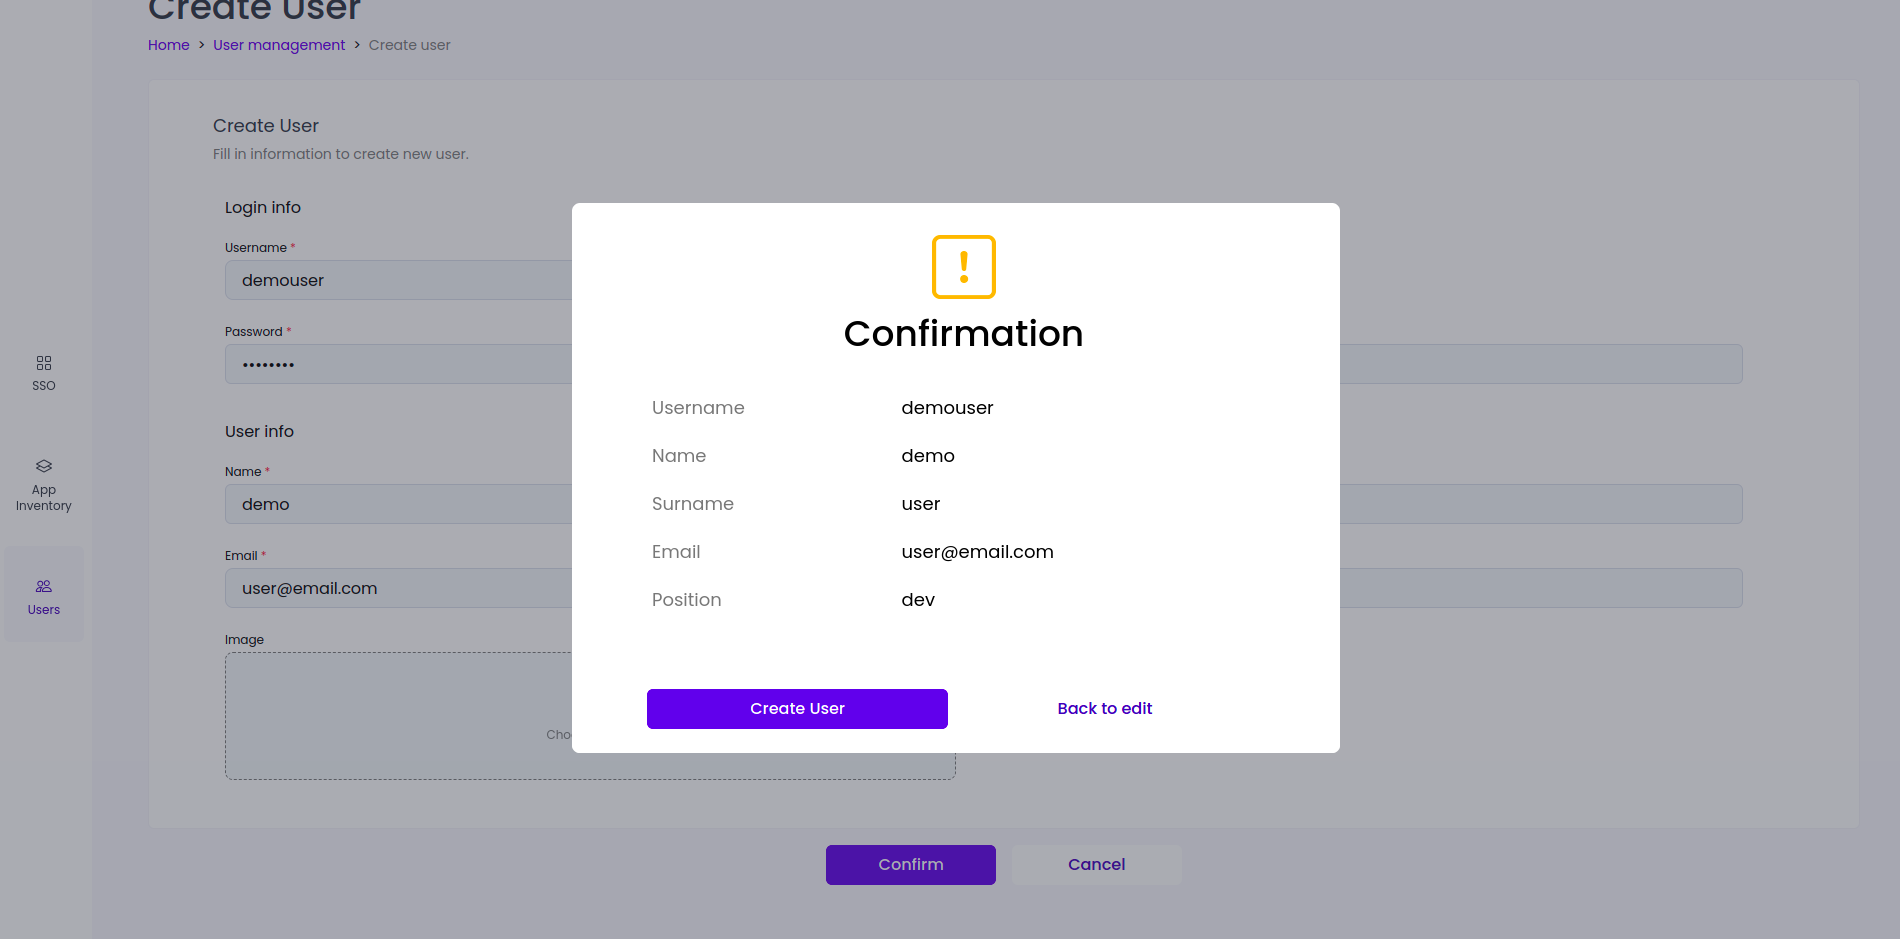 Create User
Home > User management > Create user
Create User
Fill in information to create new user.
Login info
Username *
demouser
Password *
••••••••
User info
Name *
demo
Email *
user@email.com
Image
SSO
App
Inventory
Users
!
Confirmation
Username demouser
Name demo
Surname user
Email user@email.com
Position dev
Create User Back to edit
Confirm Cancel